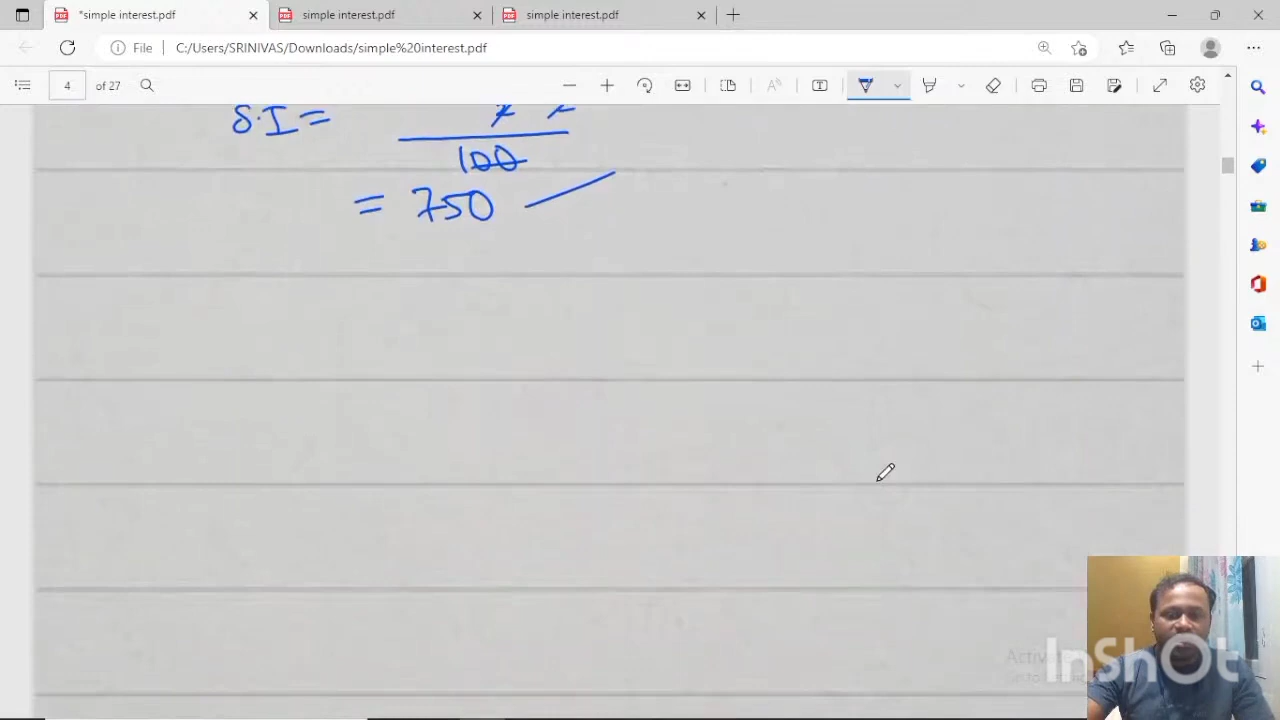 *simple interest.pdf
simple interest.pdf
simple interest.pdf
File
C:/Users/SRINIVAS/Downloads/simple%20interest.pdf
4 of 27
S.I =
100
= 750
InShOt